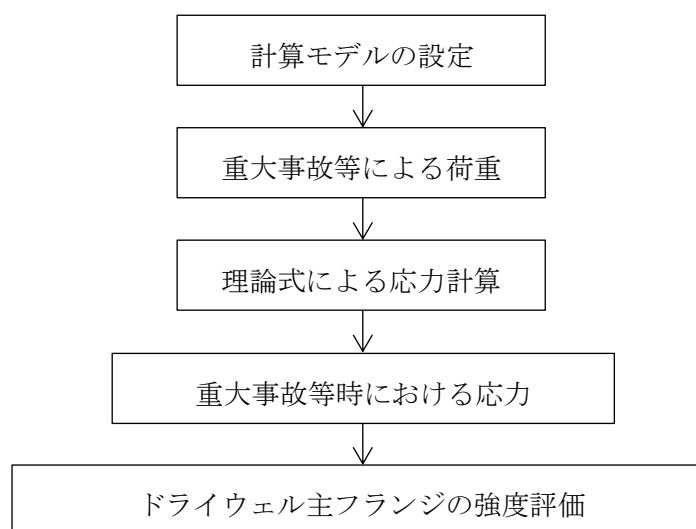 計算モデルの設定
重大事故等による荷重
理論式による応力計算
重大事故等時における応力
ドライウェル主フランジの強度評価